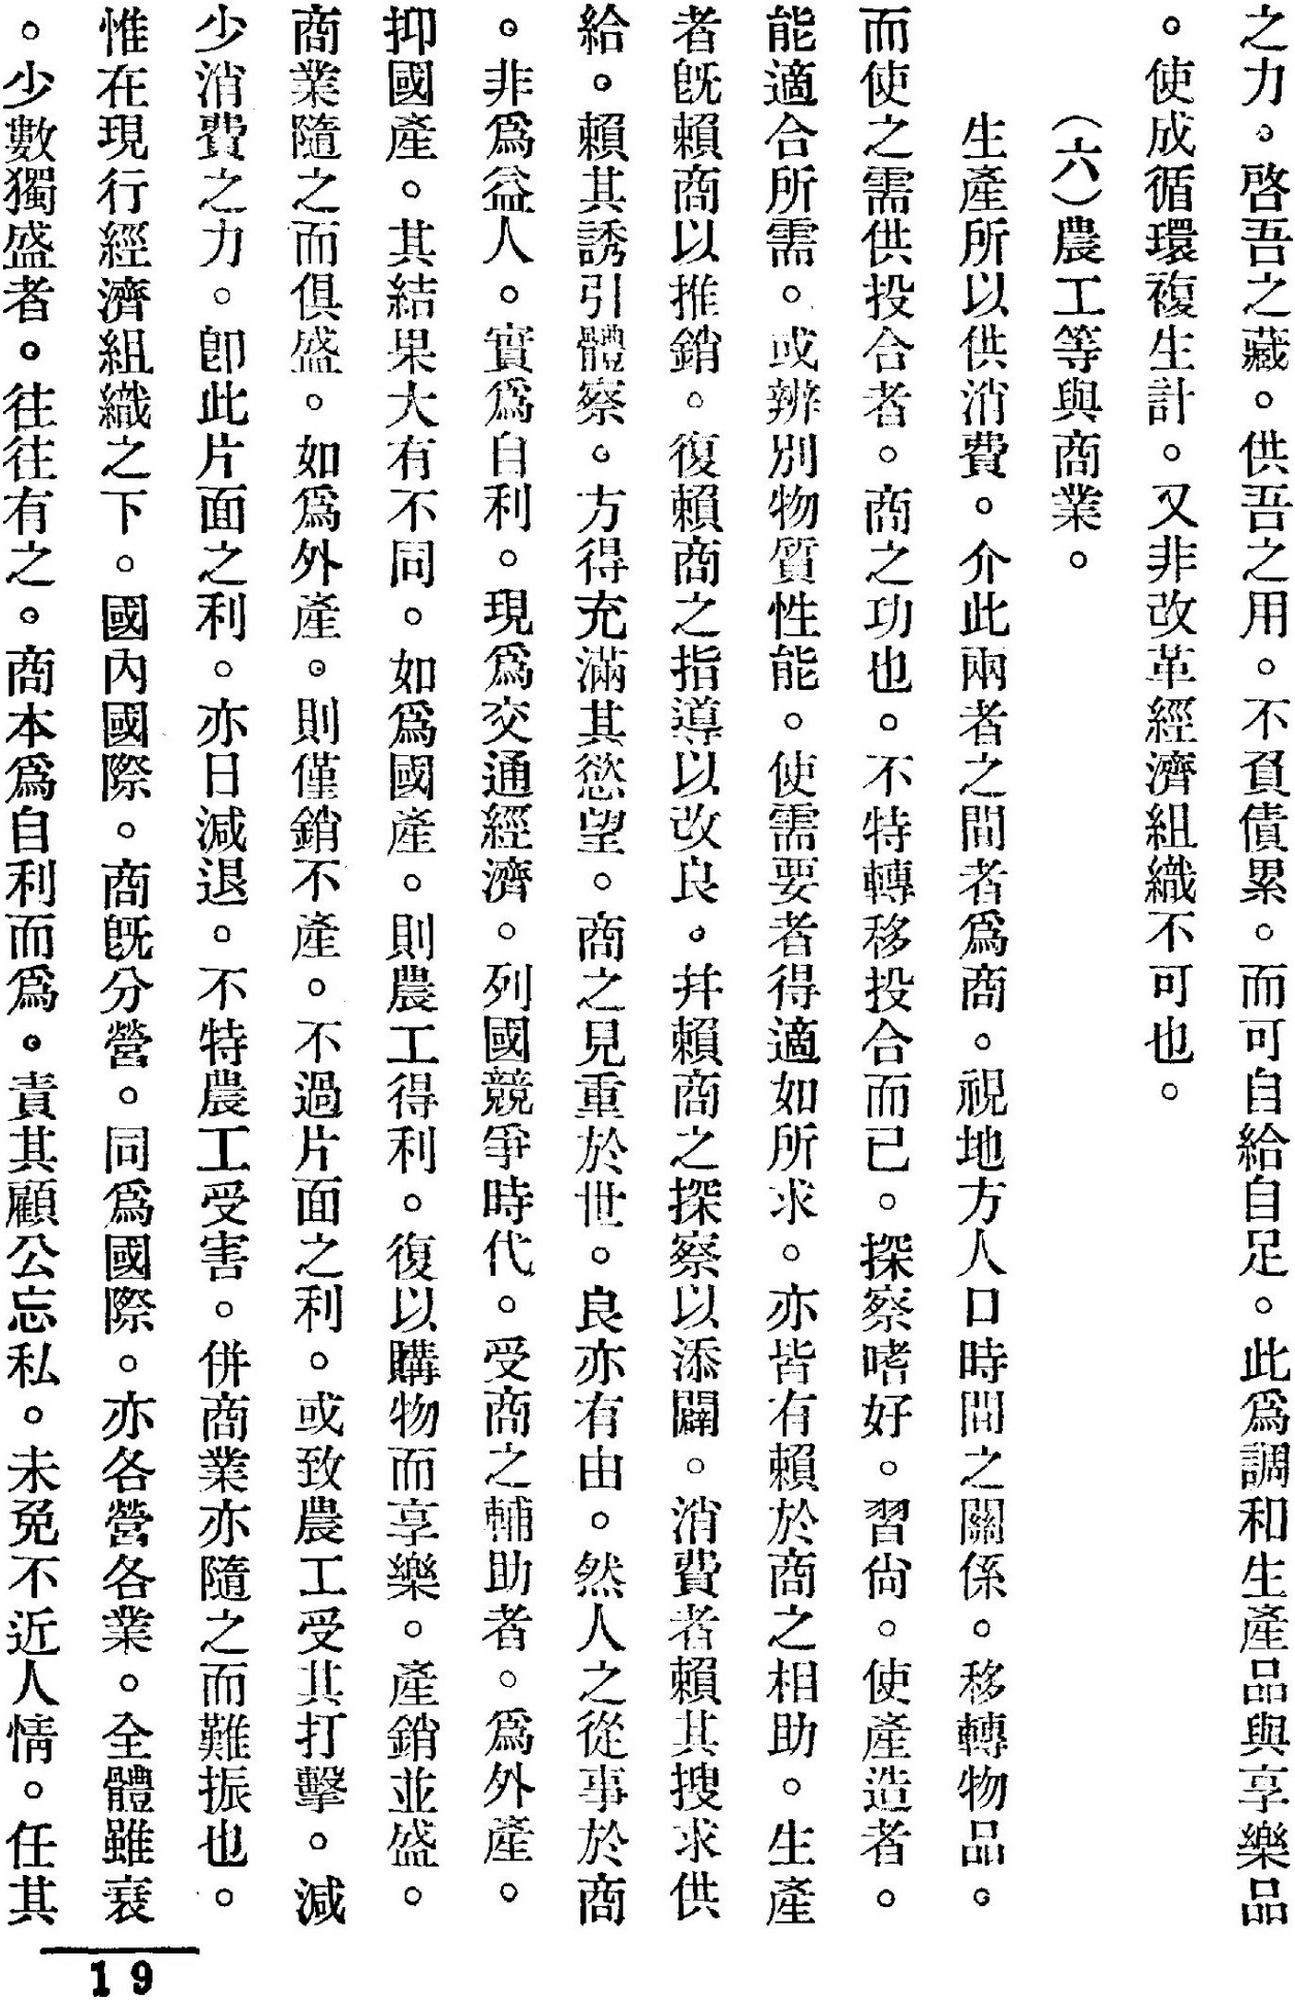 之力。啓吾之藏。供吾之用。不負債累。而可自給自足。此爲調和生產品與享樂品
。使成循環複生計。又非改革經濟組織不可也。
(六)農工等與商業。
生產所以供消費。介此兩者之間者爲商。視地方人口時間之關係。移轉物品。
而使之需供投合者。商之功也。不特轉移投合而已。探察嗜好。習尙。使產造者。
能適合所需。或辨別物質性能。使需要者得適如所求。亦皆有賴於商之相助。生產
者旣賴商以推銷。復賴商之指導以改良。幷賴商之探察以添闢。消費者賴其搜求供
給。賴其誘引體察。方得充滿其慾望。商之見重於世。良亦有由。然人之從事於商
。非爲益人。實爲自利。現爲交通經濟。列國競爭時代。受商之輔助者。爲外產。
抑國產。其結果大有不同。如爲國產。則農工得利。復以購物而享樂。產銷並盛。
商業隨之而俱盛。如爲外產。則僅銷不產。不過片面之利。或致農工受其打擊。減
少消費之力。卽此片面之利。亦日減退。不特農工受害。併商業亦隨之而難振也。
惟在現行經濟組織之下。國內國際。商旣分營。同爲國際。亦各營各業。全體雖衰
。少數獨盛者。往往有之。商本爲自利而爲。責其顧公忘私。未免不近人情。任其
19